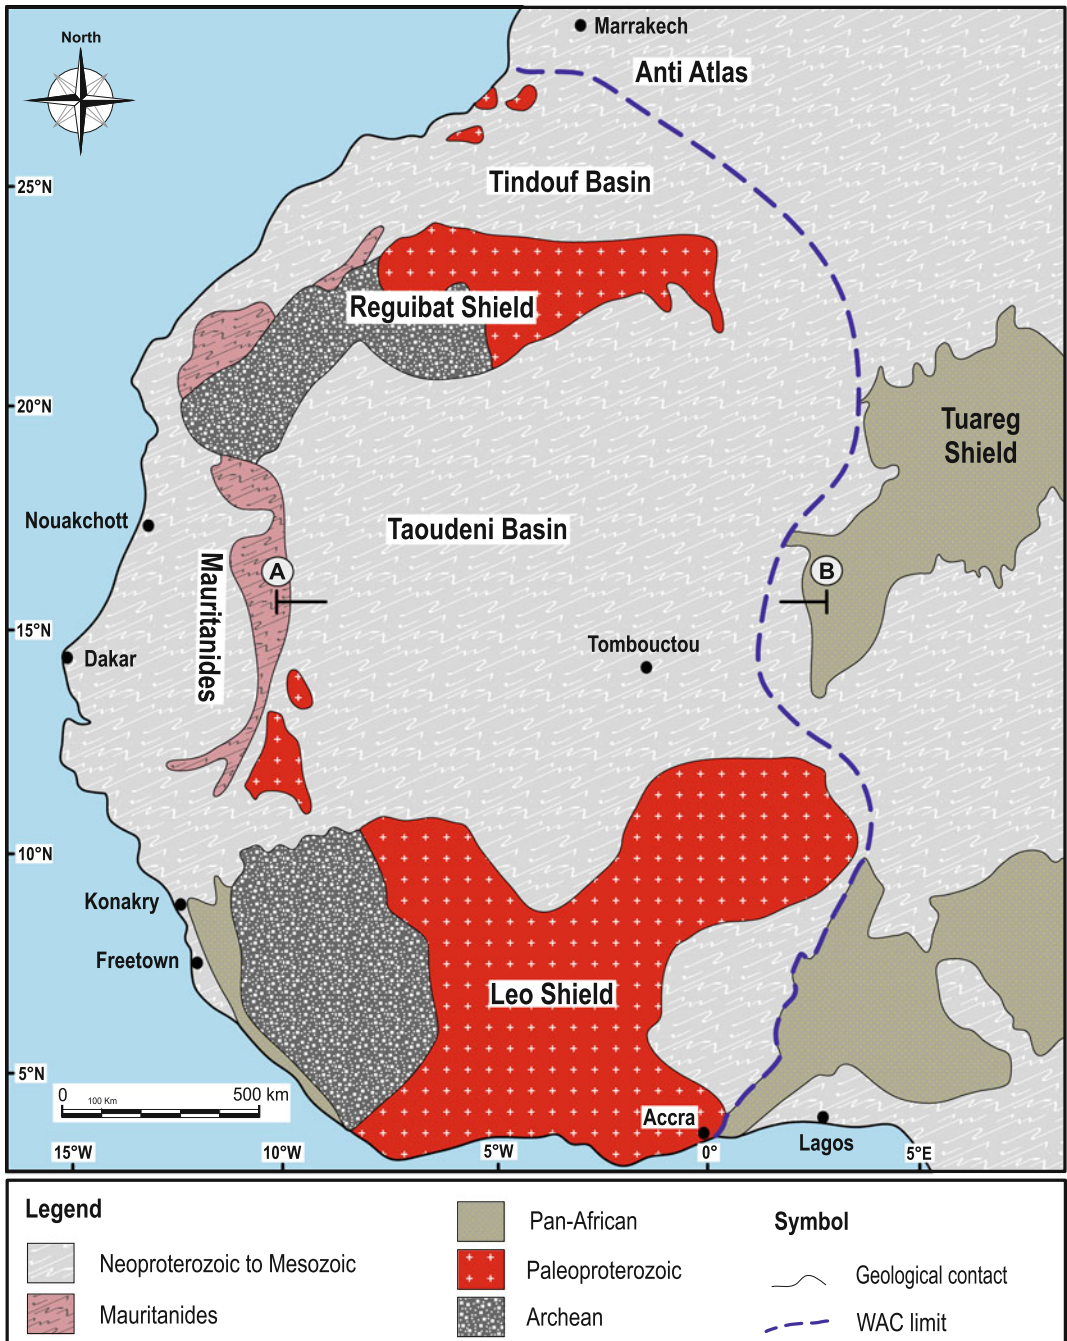 North
Marrakech
Anti Atlas
25°N
Tindouf Basin
Reguibat Shield
20°N
Tuareg
Shield
Nouakchott
Taoudeni Basin
Mauritanides
A
B
15°N
Dakar
Tombouctou
10°N
Konakry
Freetown
Leo Shield
5°N
0
100 Km
500 km
Accra
Lagos
15°W
10°W
5°W
0°
5°E
Legend
Neoproterozoic to Mesozoic
Mauritanides
Pan-African
Paleoproterozoic
Archean
Symbol
Geological contact
WAC limit